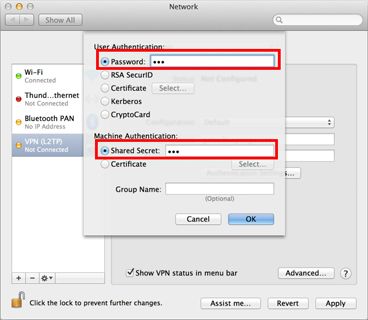 Network
Show All
User Authentication:
Password: •••
RSA SecurID
Certificate Select...
Kerberos
CryptoCard
Machine Authentication:
Shared Secret: •••
Certificate Select...
Group Name:
(Optional)
Cancel OK
Wi-Fi
Not Connected
Thund...thernet
Not Connected
Bluetooth PAN
No IP Address
VPN (L2TP)
Not Connected
Not Configured
Default
Show VPN status in menu bar
Advanced...
?
Click the lock to prevent further changes.
Assist me...
Revert
Apply